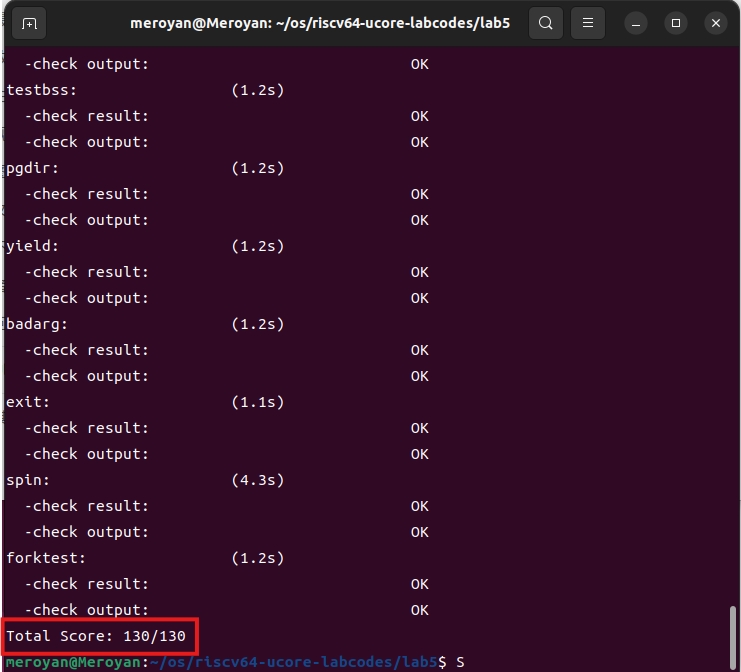 meroyan@Meroyan: ~/os/riscv64-ucore-labcodes/lab5
-check output: OK
testbss: (1.2s)
-check result: OK
-check output: OK
pgdir: (1.2s)
-check result: OK
-check output: OK
yield: (1.2s)
-check result: OK
-check output: OK
badarg: (1.2s)
-check result: OK
-check output: OK
exit: (1.1s)
-check result: OK
-check output: OK
spin: (4.3s)
-check result: OK
-check output: OK
forktest: (1.2s)
-check result: OK
-check output: OK
Total Score: 130/130
meroyan@Meroyan:~/os/riscv64-ucore-labcodes/lab5$ S